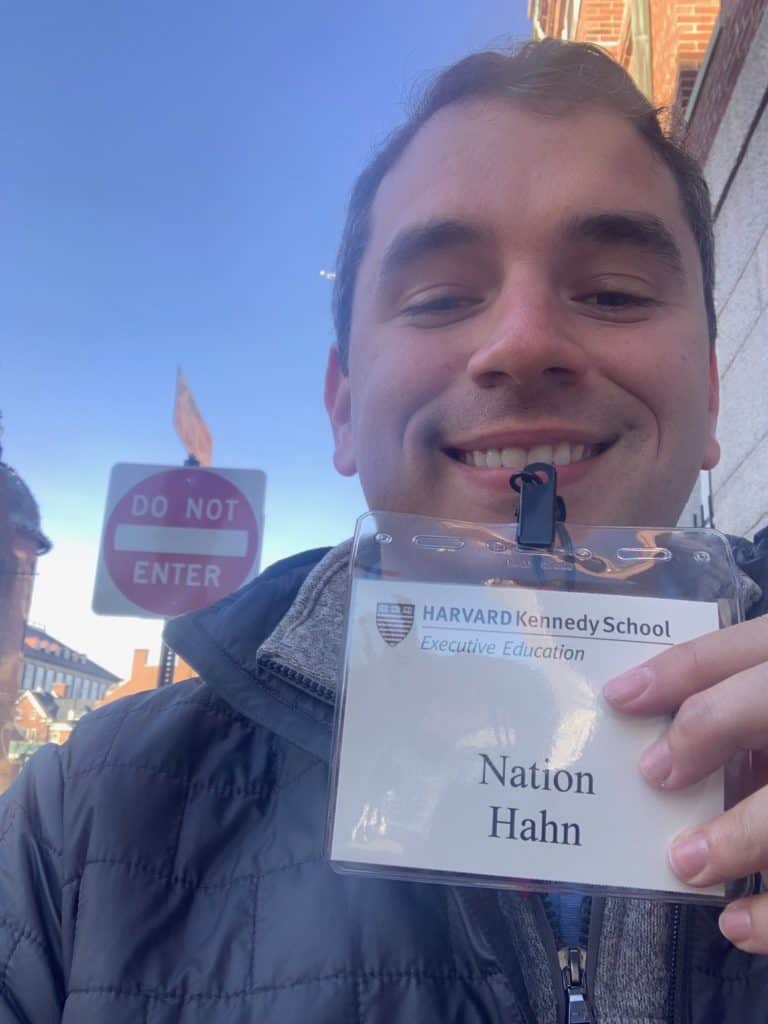 DO NOT
ENTER
HARVARD Kennedy School
Executive Education
Nation
Hahn